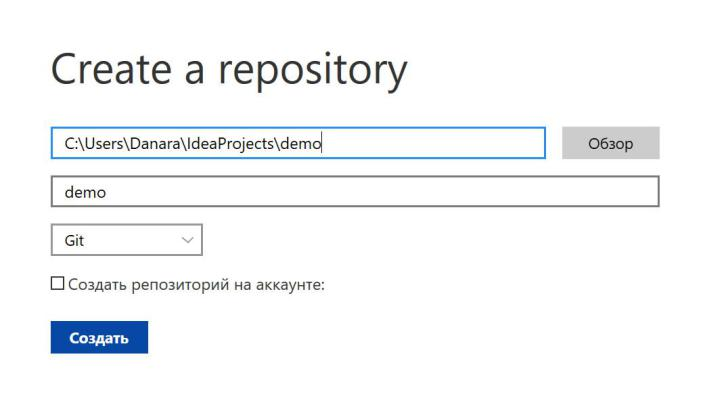 Create a repository
C:\Users\Danara\IdeaProjects\demo
Обзор
demo
Git
Создать репозиторий на аккаунте:
Создать